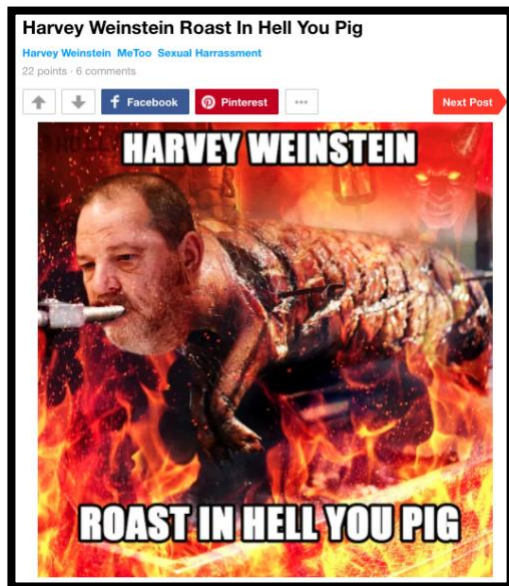 Harvey Weinstein Roast In Hell You Pig
Harvey Weinstein MeToo Sexual Harrassment
22 points · 6 comments
f Facebook Pinterest ... Next Post
HARVEY WEINSTEIN
ROAST IN HELL YOU PIG